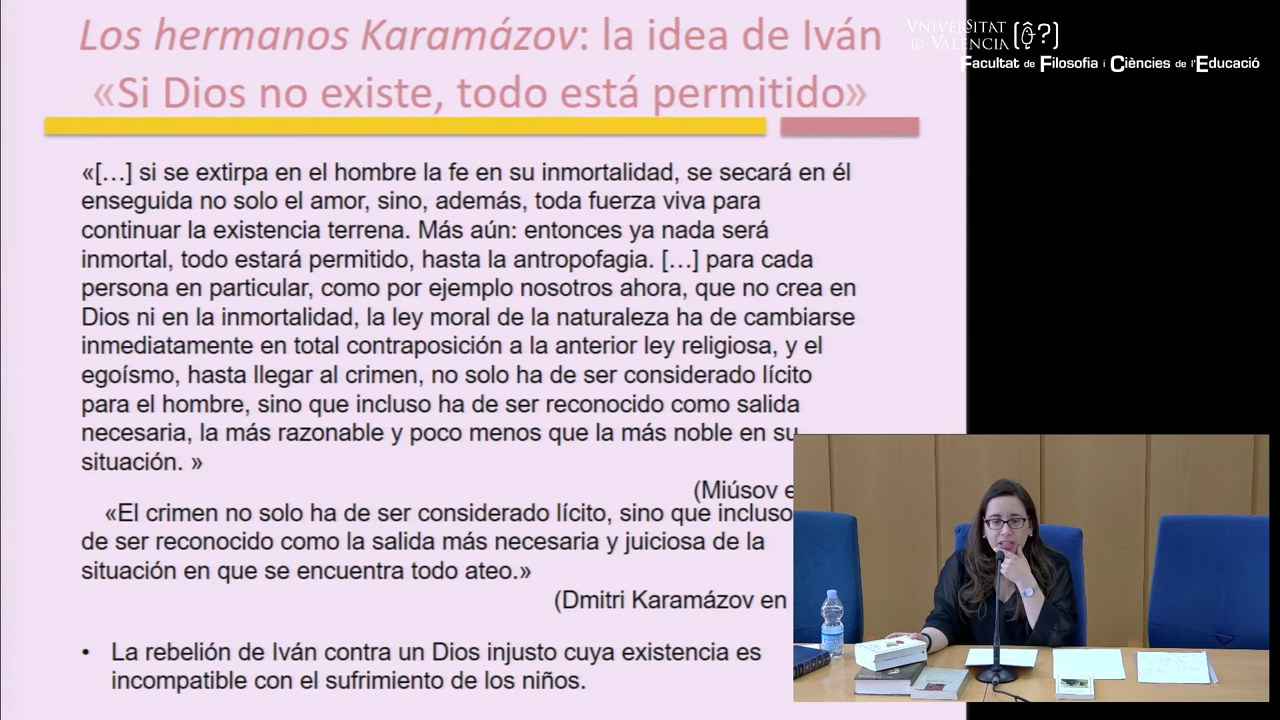 Los hermanos Karamázov: la idea de Iván
«Si Dios no existe, todo está permitido»
VNIVERSITAT
D VALÈNCIA
Facultat de Filosofia i Ciències de l'Educació
«[…] si se extirpa en el hombre la fe en su inmortalidad, se secará en él
enseguida no solo el amor, sino, además, toda fuerza viva para
continuar la existencia terrena. Más aún: entonces ya nada será
inmortal, todo estará permitido, hasta la antropofagia. […] para cada
persona en particular, como por ejemplo nosotros ahora, que no crea en
Dios ni en la inmortalidad, la ley moral de la naturaleza ha de cambiarse
inmediatamente en total contraposición a la anterior ley religiosa, y el
egoísmo, hasta llegar al crimen, no solo ha de ser considerado lícito
para el hombre, sino que incluso ha de ser reconocido como salida
necesaria, la más razonable y poco menos que la más noble en su
situación. »
(Miúsov e
«El crimen no solo ha de ser considerado lícito, sino que incluso
de ser reconocido como la salida más necesaria y juiciosa de la
situación en que se encuentra todo ateo.»
(Dmitri Karamázov en
• La rebelión de Iván contra un Dios injusto cuya existencia es
incompatible con el sufrimiento de los niños.